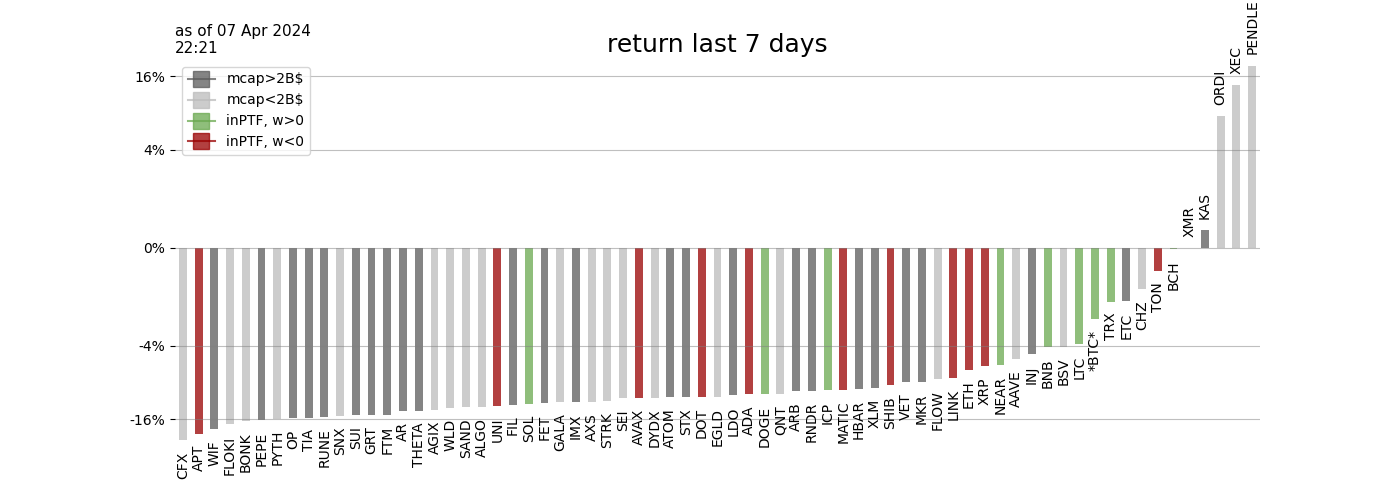 as of 07 Apr 2024
22:21
return last 7 days
mcap>2B$
mcap<2B$
inPTF, w>0
inPTF, w<0
16%
4%
0%
-4%
-16%
CFX
APT
WIF
FLOKI
BONK
PEPE
PYTH
OP
TIA
RUNE
SNX
SUI
GRT
FTM
AR
THETA
AGIX
WLD
SAND
ALGO
UNI
FIL
SOL
FET
GALA
IMX
AXS
STRK
SEI
AVAX
DYDX
ATOM
STX
DOT
EGLD
LDO
ADA
DOGE
QNT
ARB
RNDR
ICP
MATIC
HBAR
XLM
SHIB
VET
MKR
FLOW
LINK
ETH
XRP
NEAR
AAVE
INJ
BNB
BSV
LTC
*BTC*
TRX
ETC
CHZ
TON
BCH
XMR
KAS
ORDI
XEC
PENDLE